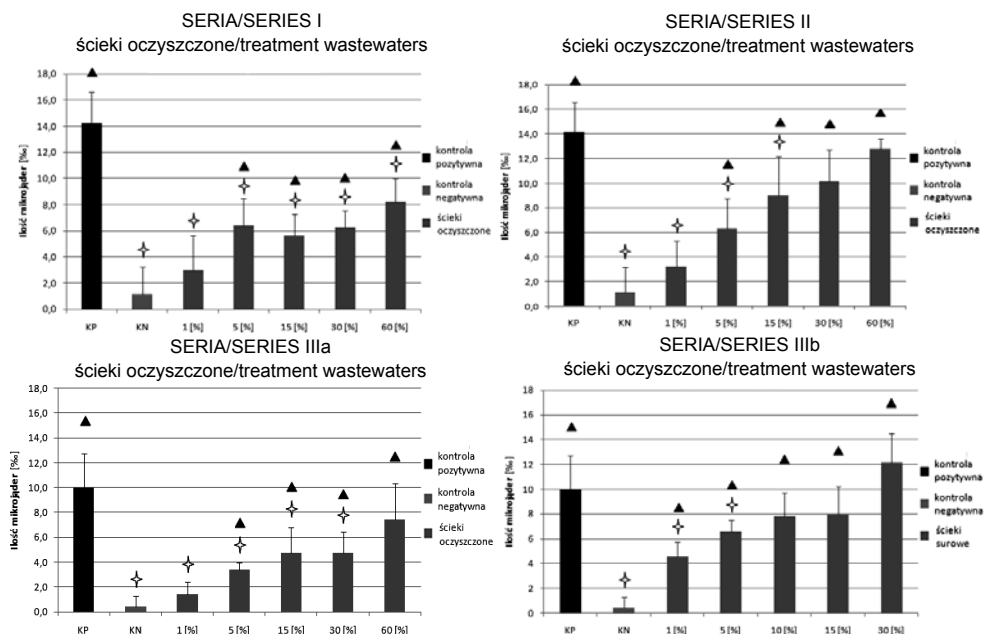 SERIA/SERIES I
ścieki oczyszczone/treatment wastewaters
Ilość mikrojąder [‰]
18,0
16,0
14,0
12,0
10,0
8,0
6,0
4,0
2,0
0,0
KP KN 1 [%] 5 [%] 15 [%] 30 [%] 60 [%]
kontrola
pozytywna
kontrola
negatywna
ścieki
oczyszczone
SERIA/SERIES II
ścieki oczyszczone/treatment wastewaters
Ilość mikrojąder [‰]
18,0
16,0
14,0
12,0
10,0
8,0
6,0
4,0
2,0
0,0
KP KN 1 [%] 5 [%] 15 [%] 30 [%] 60 [%]
kontrola
pozytywna
kontrola
negatywna
ścieki
oczyszczone
SERIA/SERIES IIIa
ścieki oczyszczone/treatment wastewaters
Ilość mikrojąder [‰]
18,0
16,0
14,0
12,0
10,0
8,0
6,0
4,0
2,0
0,0
KP KN 1 [%] 5 [%] 15 [%] 30 [%] 60 [%]
kontrola
pozytywna
kontrola
negatywna
ścieki
oczyszczone
SERIA/SERIES IIIb
ścieki oczyszczone/treatment wastewaters
Ilość mikrojąder [‰]
18
16
14
12
10
8
6
4
2
0
KP KN 1 [%] 5 [%] 10 [%] 15 [%] 30 [%]
kontrola
pozytywna
kontrola
negatywna
ścieki
surowe